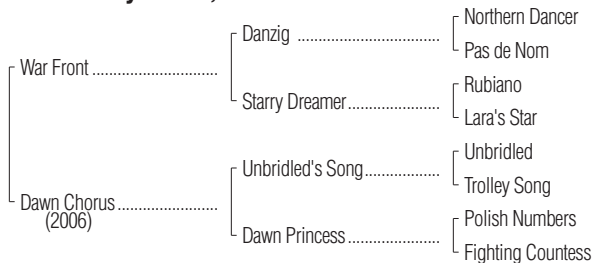 Northern Dancer
Danzig ........................
Pas de Nom
War Front .............................
Rubiano
Starry Dreamer ......................
Lara's Star
Unbridled
Unbridled's Song .................
Trolley Song
Dawn Chorus .......................
(2006)
Polish Numbers
Dawn Princess .....................
Fighting Countess